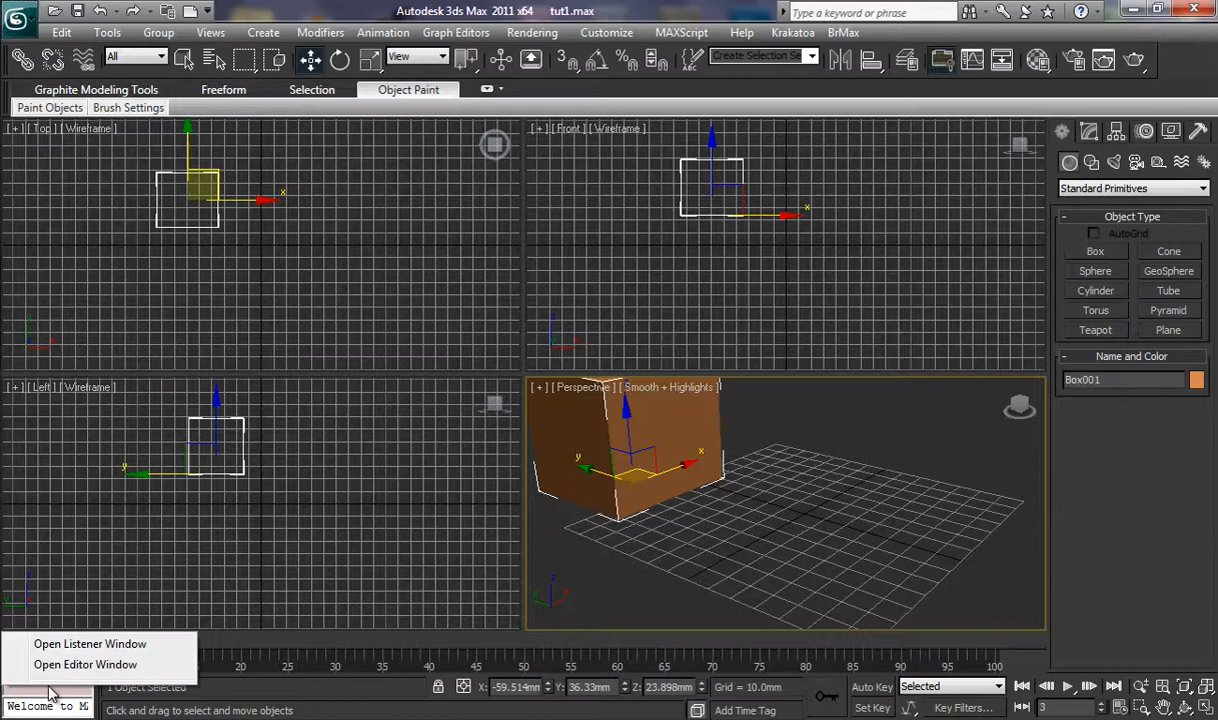 Autodesk 3ds Max 2011 x64 tut1.max
Type a keyword or phrase
Edit Tools Group Views Create Modifiers Animation Graph Editors Rendering Customize MAXScript Help Krakatoa BrMax
All View 3 Create Selection Se
Graphite Modeling Tools Freeform Selection Object Paint
Paint Objects Brush Settings
[ + ] [ Top ] [ Wireframe ]
[ + ] [ Front ] [ Wireframe ]
Standard Primitives
x
x
- Object Type
AutoGrid
Box Cone
Sphere GeoSphere
Cylinder Tube
Torus Pyramid
Teapot Plane
- Name and Color
Box001
[ + ] [ Left ] [ Wireframe ]
[ + ] [ Perspective ] [ Smooth + Highlights ]
y
y x
Open Listener Window
Open Editor Window
20 25 30 35 40 45 50 55 60 65 70 75 80 85 90 95 100
1 Object Selected X: -59.514mm Y: 36.33mm Z: 23.898mm Grid = 10.0mm Auto Key Selected
Welcome to M Click and drag to select and move objects Add Time Tag Set Key Key Filters... 3